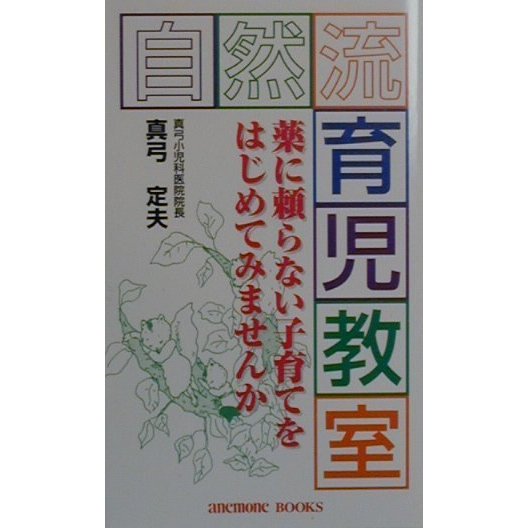 自然流
育児教室
薬に頼らない子育てを
はじめてみませんか
真弓小児科医院院長
真弓 定夫
anemone BOOKS